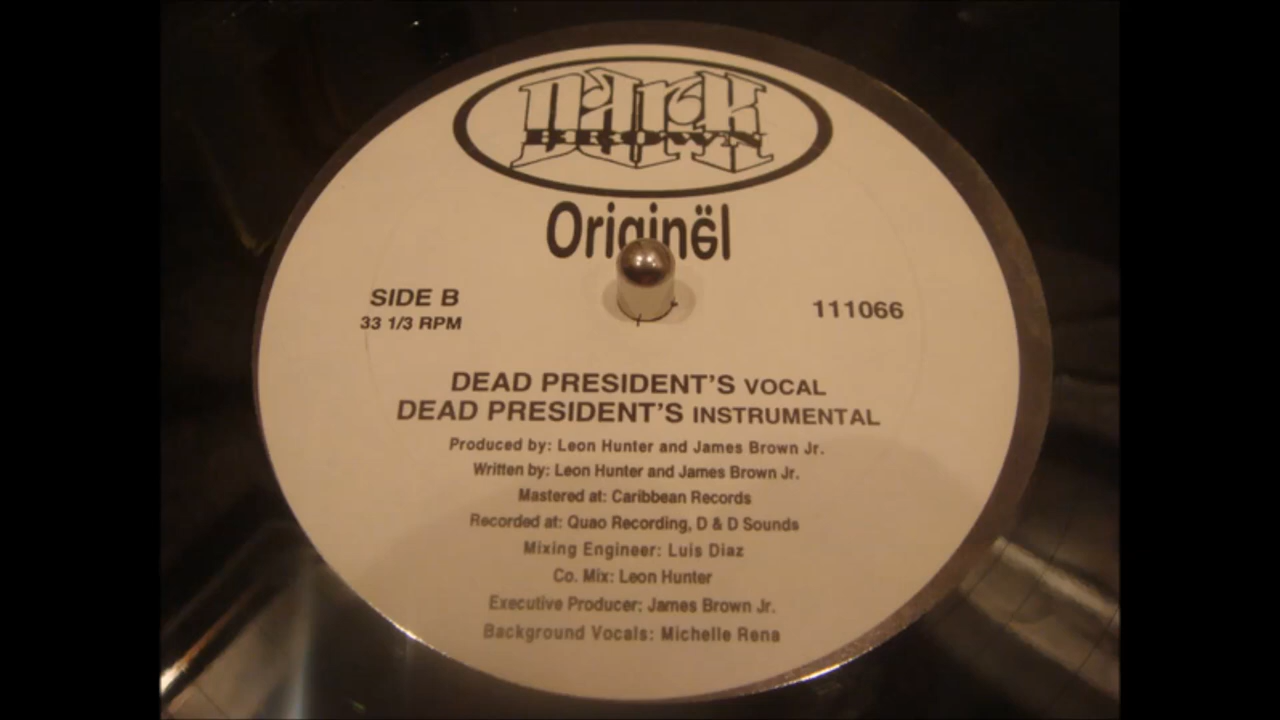 Dark
BROWN
Originël
SIDE B
33 1/3 RPM
111066
DEAD PRESIDENT'S VOCAL
DEAD PRESIDENT'S INSTRUMENTAL
Produced by: Leon Hunter and James Brown Jr.
Written by: Leon Hunter and James Brown Jr.
Mastered at: Caribbean Records
Recorded at: Quao Recording, D & D Sounds
Mixing Engineer: Luis Diaz
Co. Mix: Leon Hunter
Executive Producer: James Brown Jr.
Background Vocals: Michelle Rena